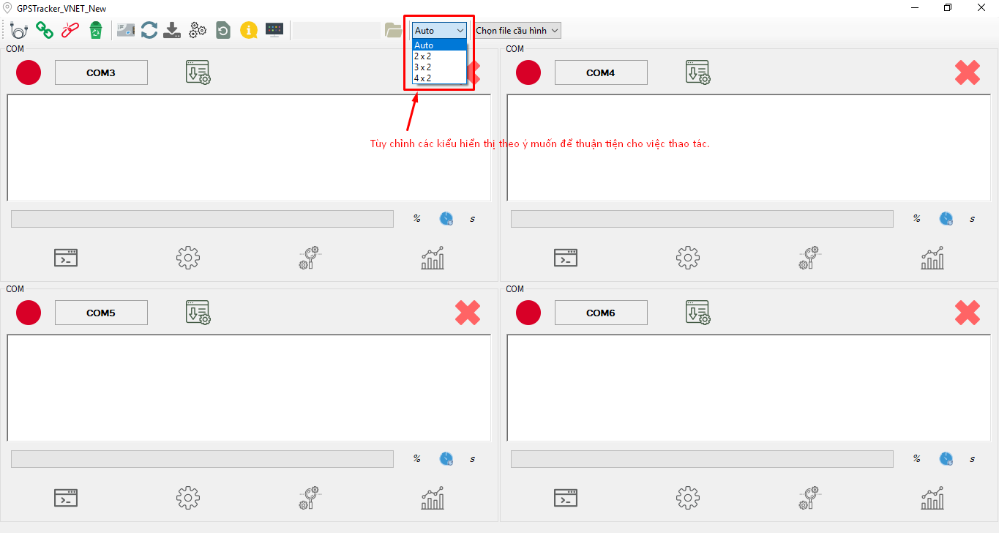 GPSTracker_VNET_New
Auto
Chọn file cấu hình
Auto
2 x 2
3 x 2
4 x 2
COM
COM3
COM
COM4
Tùy chỉnh các kiểu hiển thị theo ý muốn để thuận tiện cho việc thao tác.
% s
% s
COM
COM5
COM
COM6
% s
% s